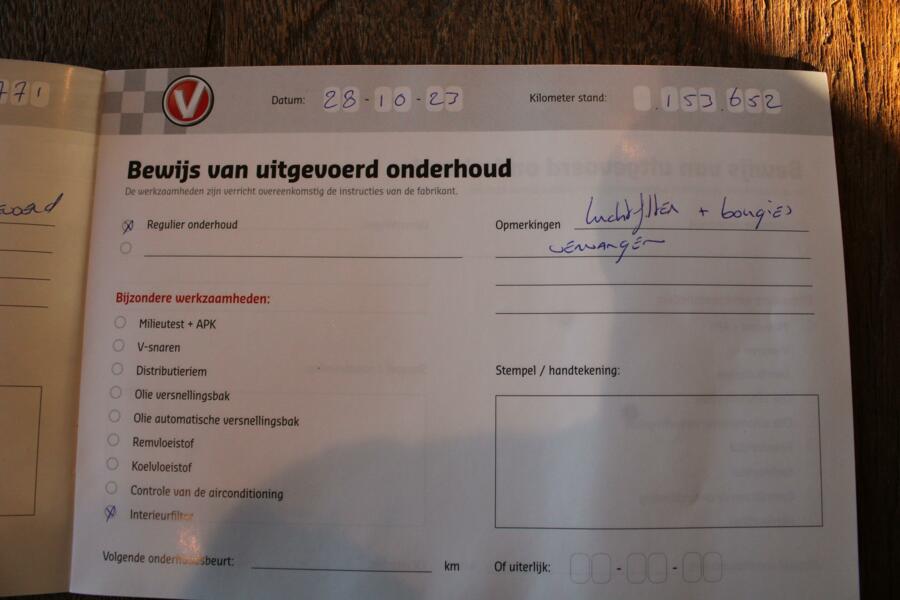 771
V
Datum: 28-10-23
Kilometer stand: .153.652
Bewijs van uitgevoerd onderhoud
De werkzaamheden zijn verricht overeenkomstig de instructies van de fabrikant.
Regulier onderhoud
Opmerkingen luchtfilter + bougies
vervangen
Bijzondere werkzaamheden:
Milieutest + APK
V-snaren
Distributieriem
Olie versnellingsbak
Olie automatische versnellingsbak
Remvloeistof
Koelvloeistof
Controle van de airconditioning
Interieurfilter
Stempel / handtekening:
Volgende onderhoudsbeurt: km
Of uiterlijk: - -